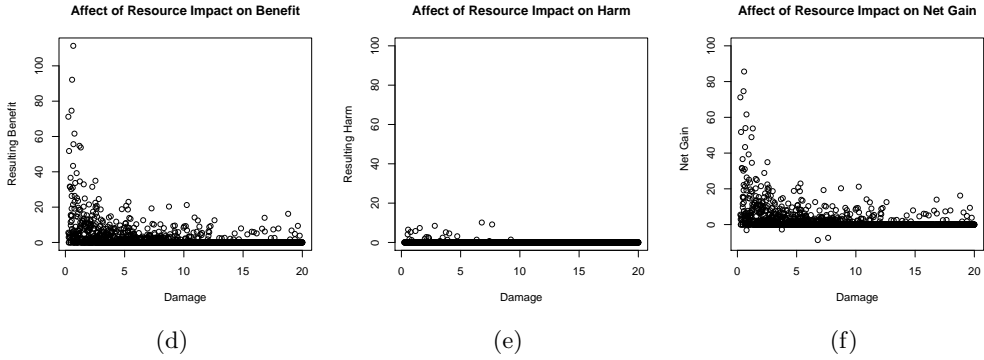 Affect of Resource Impact on Benefit
Resulting Benefit
100
80
60
40
20
0
0 5 10 15 20
Damage
(d)
Affect of Resource Impact on Harm
Resulting Harm
100
80
60
40
20
0
0 5 10 15 20
Damage
(e)
Affect of Resource Impact on Net Gain
Net Gain
100
80
60
40
20
0
0 5 10 15 20
Damage
(f)